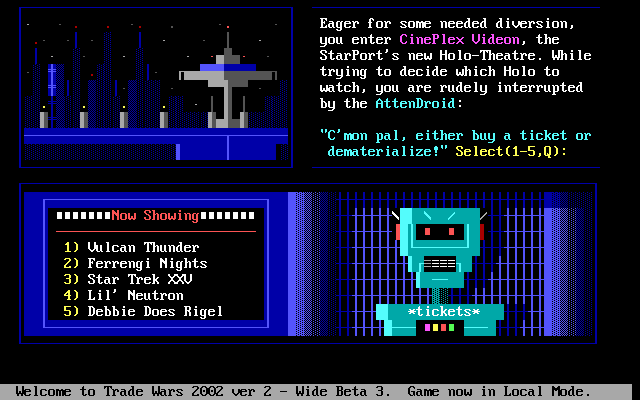 Eager for some needed diversion,
you enter CinePlex Videon, the
StarPort's new Holo-Theatre. While
trying to decide which Holo to
watch, you are rudely interrupted
by the AttenDroid:
"C'mon pal, either buy a ticket or
dematerialize!" Select(1-5,Q):
Now Showing
1) Vulcan Thunder
2) Ferrengi Nights
3) Star Trek XXV
4) Lil' Neutron
5) Debbie Does Rigel
*tickets*
Welcome to Trade Wars 2002 ver 2 - Wide Beta 3. Game now in Local Mode.